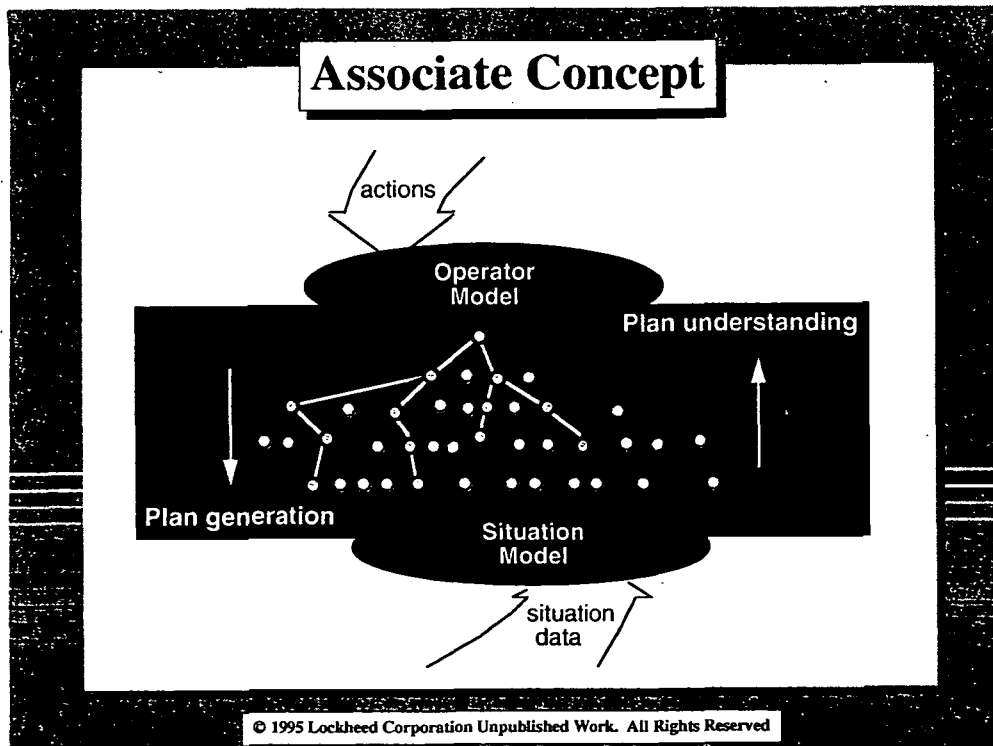 Associate Concept
actions
Operator
Model
Plan understanding
Plan generation
Situation
Model
situation
data
© 1995 Lockheed Corporation Unpublished Work. All Rights Reserved